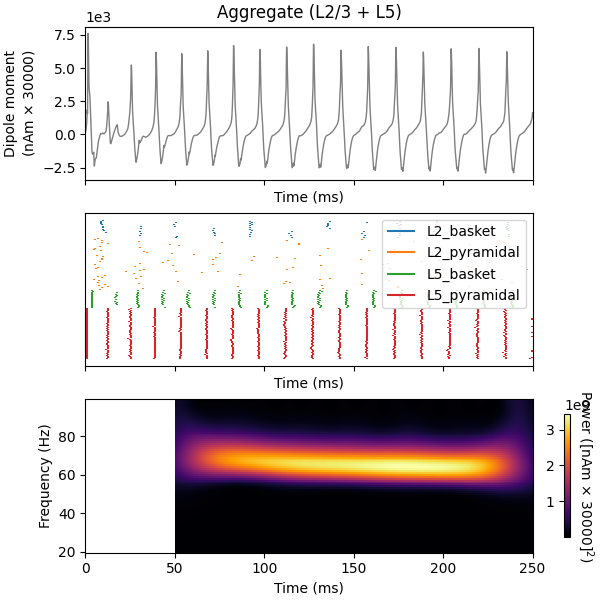 Aggregate (L2/3 + L5)
1e3
7.5
5.0
2.5
0.0
−2.5
Dipole moment
(nAm × 30000)
Time (ms)
L2_basket
L2_pyramidal
L5_basket
L5_pyramidal
Time (ms)
80
60
40
20
Frequency (Hz)
0
50
100
150
200
250
Time (ms)
3
2
1
Power ([nAm × 30000]²)